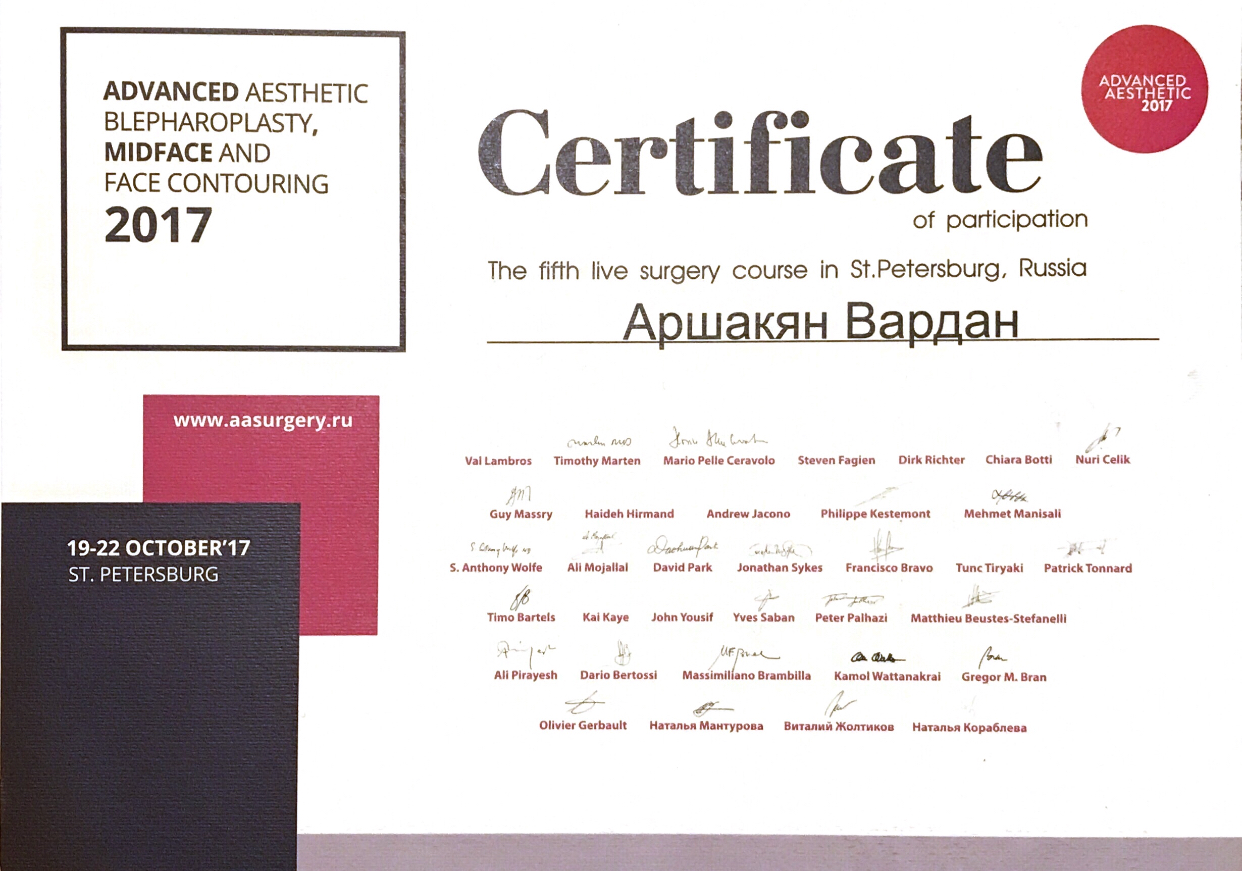 ADVANCED AESTHETIC
BLEPHAROPLASTY,
MIDFACE AND
FACE CONTOURING
2017
ADVANCED
AESTHETIC
2017
Certificate
of participation
The fifth live surgery course in St.Petersburg, Russia
Аршакян Вардан
www.aasurgery.ru
19-22 OCTOBER'17
ST. PETERSBURG
Val Lambros Timothy Marten Mario Pelle Ceravolo Steven Fagien Dirk Richter Chiara Botti Nuri Celik
Guy Massry Haideh Hirmand Andrew Jacono Philippe Kestemont Mehmet Manisali
S. Anthony Wolfe Ali Mojallal David Park Jonathan Sykes Francisco Bravo Tunc Tiryaki Patrick Tonnard
Timo Bartels Kai Kaye John Yousif Yves Saban Peter Palhazi Matthieu Beustes-Stefanelli
Ali Pirayesh Dario Bertossi Massimiliano Brambilla Kamol Wattanakrai Gregor M. Bran
Olivier Gerbault Наталья Мантурова Виталий Жолтиков Наталья Кораблева